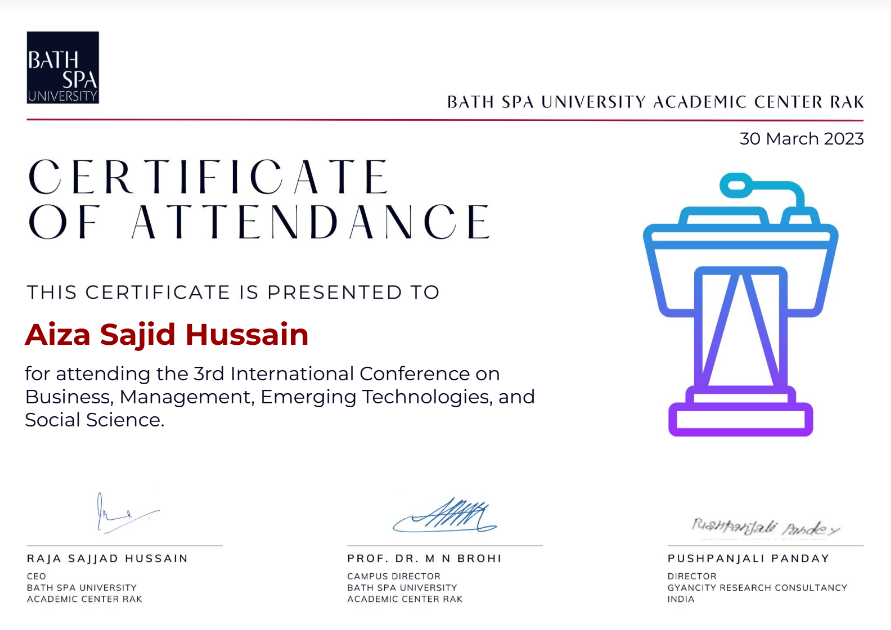 BATH
SPA
UNIVERSITY
BATH SPA UNIVERSITY ACADEMIC CENTER RAK
30 March 2023
CERTIFICATE
OF ATTENDANCE
THIS CERTIFICATE IS PRESENTED TO
Aiza Sajid Hussain
for attending the 3rd International Conference on
Business, Management, Emerging Technologies, and
Social Science.
Pushpanjali Pandey
RAJA SAJJAD HUSSAIN
CEO
BATH SPA UNIVERSITY
ACADEMIC CENTER RAK
PROF. DR. M N BROHI
CAMPUS DIRECTOR
BATH SPA UNIVERSITY
ACADEMIC CENTER RAK
PUSHPANJALI PANDAY
DIRECTOR
GYANCITY RESEARCH CONSULTANCY
INDIA